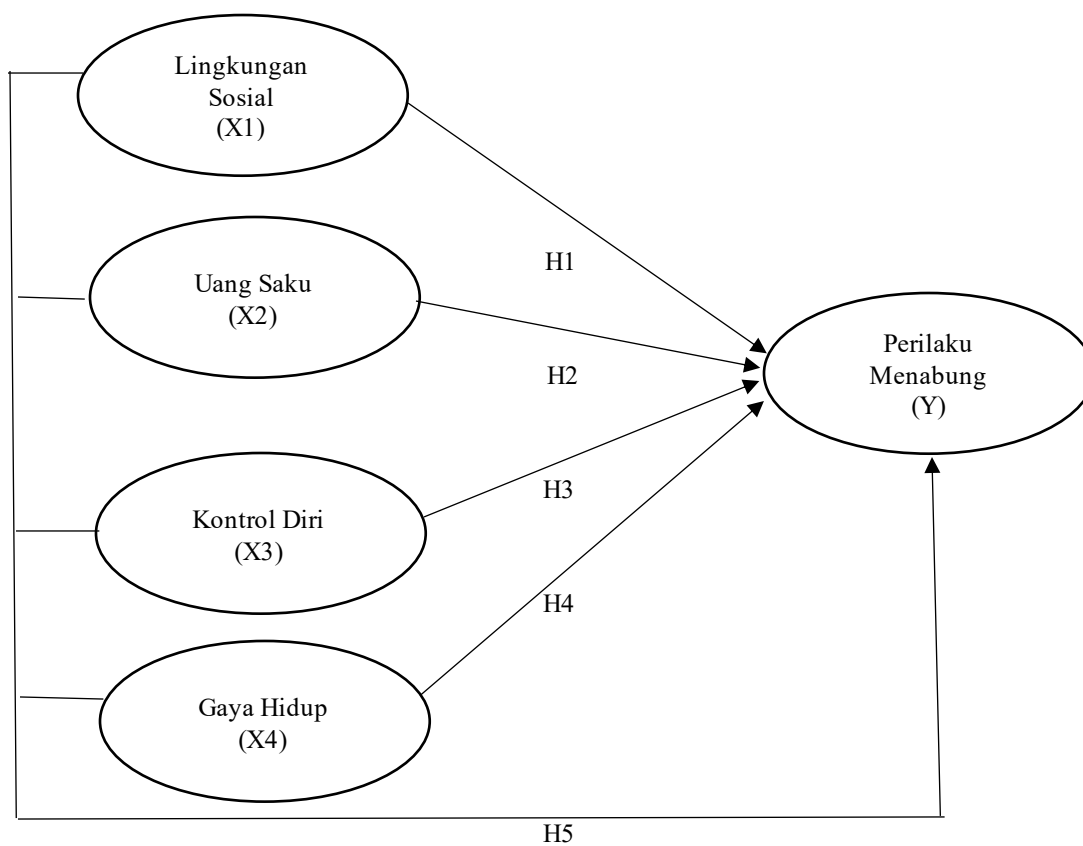 Lingkungan
Sosial
(X1)
H1
Uang Saku
(X2)
H2
Perilaku
Menabung
(Y)
Kontrol Diri
(X3)
H3
H4
Gaya Hidup
(X4)
H5